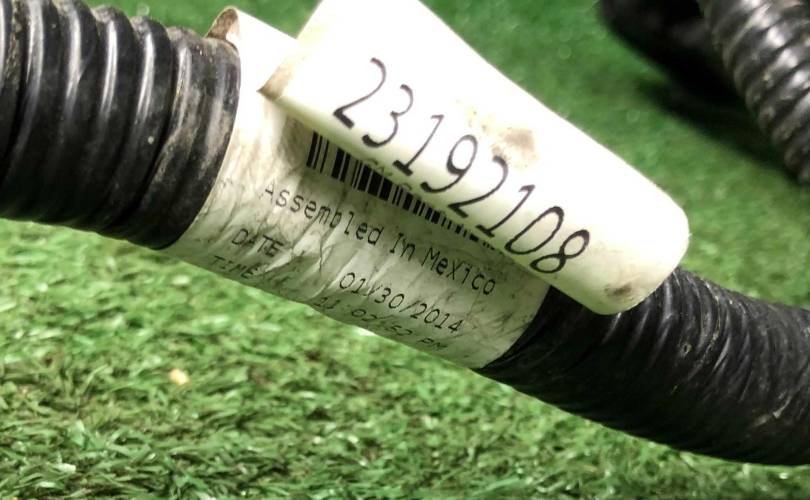 23192108
Assembled In Mexico
DATE 01/30/2014
TIME